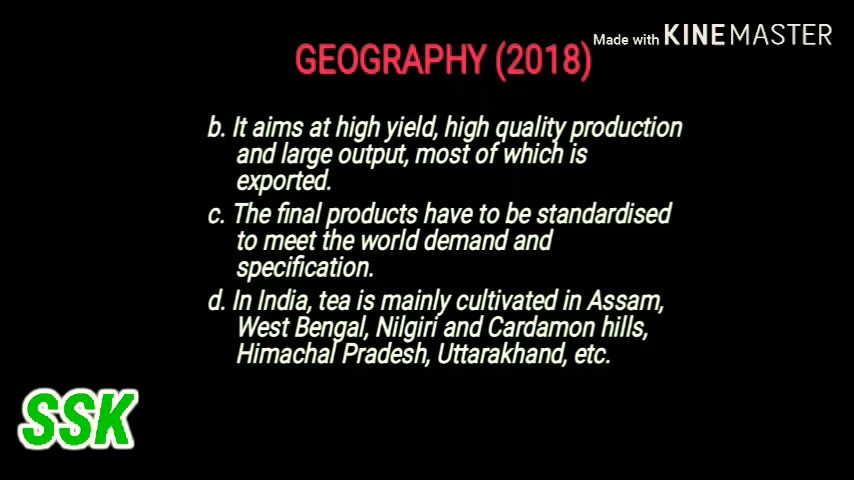 Made with KINEMASTER
GEOGRAPHY (2018)
b. It aims at high yield, high quality production
and large output, most of which is
exported.
c. The final products have to be standardised
to meet the world demand and
specification.
d. In India, tea is mainly cultivated in Assam,
West Bengal, Nilgiri and Cardamon hills,
Himachal Pradesh, Uttarakhand, etc.
SSK